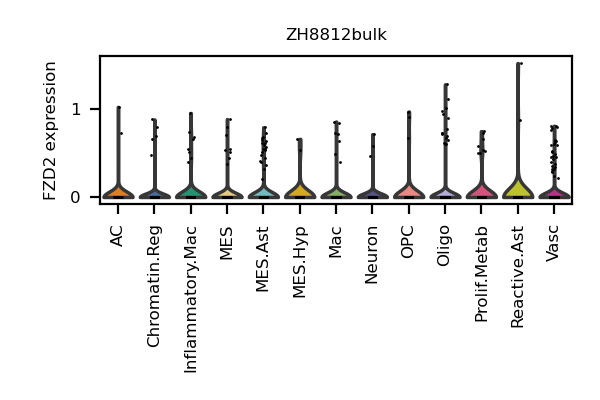 ZH8812bulk
FZD2 expression
1
0
AC
Chromatin.Reg
Inflammatory.Mac
MES
MES.Ast
MES.Hyp
Mac
Neuron
OPC
Oligo
Prolif.Metab
Reactive.Ast
Vasc